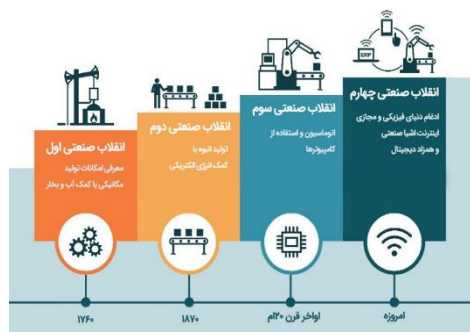 انقلاب صنعتی اول
معرفی امکانات تولید
مکانیکی با کمک آب و بخار
۱۷۶۰
انقلاب صنعتی دوم
تولید انبوه با
کمک انرژی الکتریکی
۱۸۷۰
انقلاب صنعتی سوم
اتوماسیون و استفاده از
کامپیوترها
اواخر قرن ۲۰ام
ERP
انقلاب صنعتی چهارم
ادغام دنیای فیزیکی و مجازی
اینترنت اشیا صنعتی
و همزاد دیجیتال
امروزه